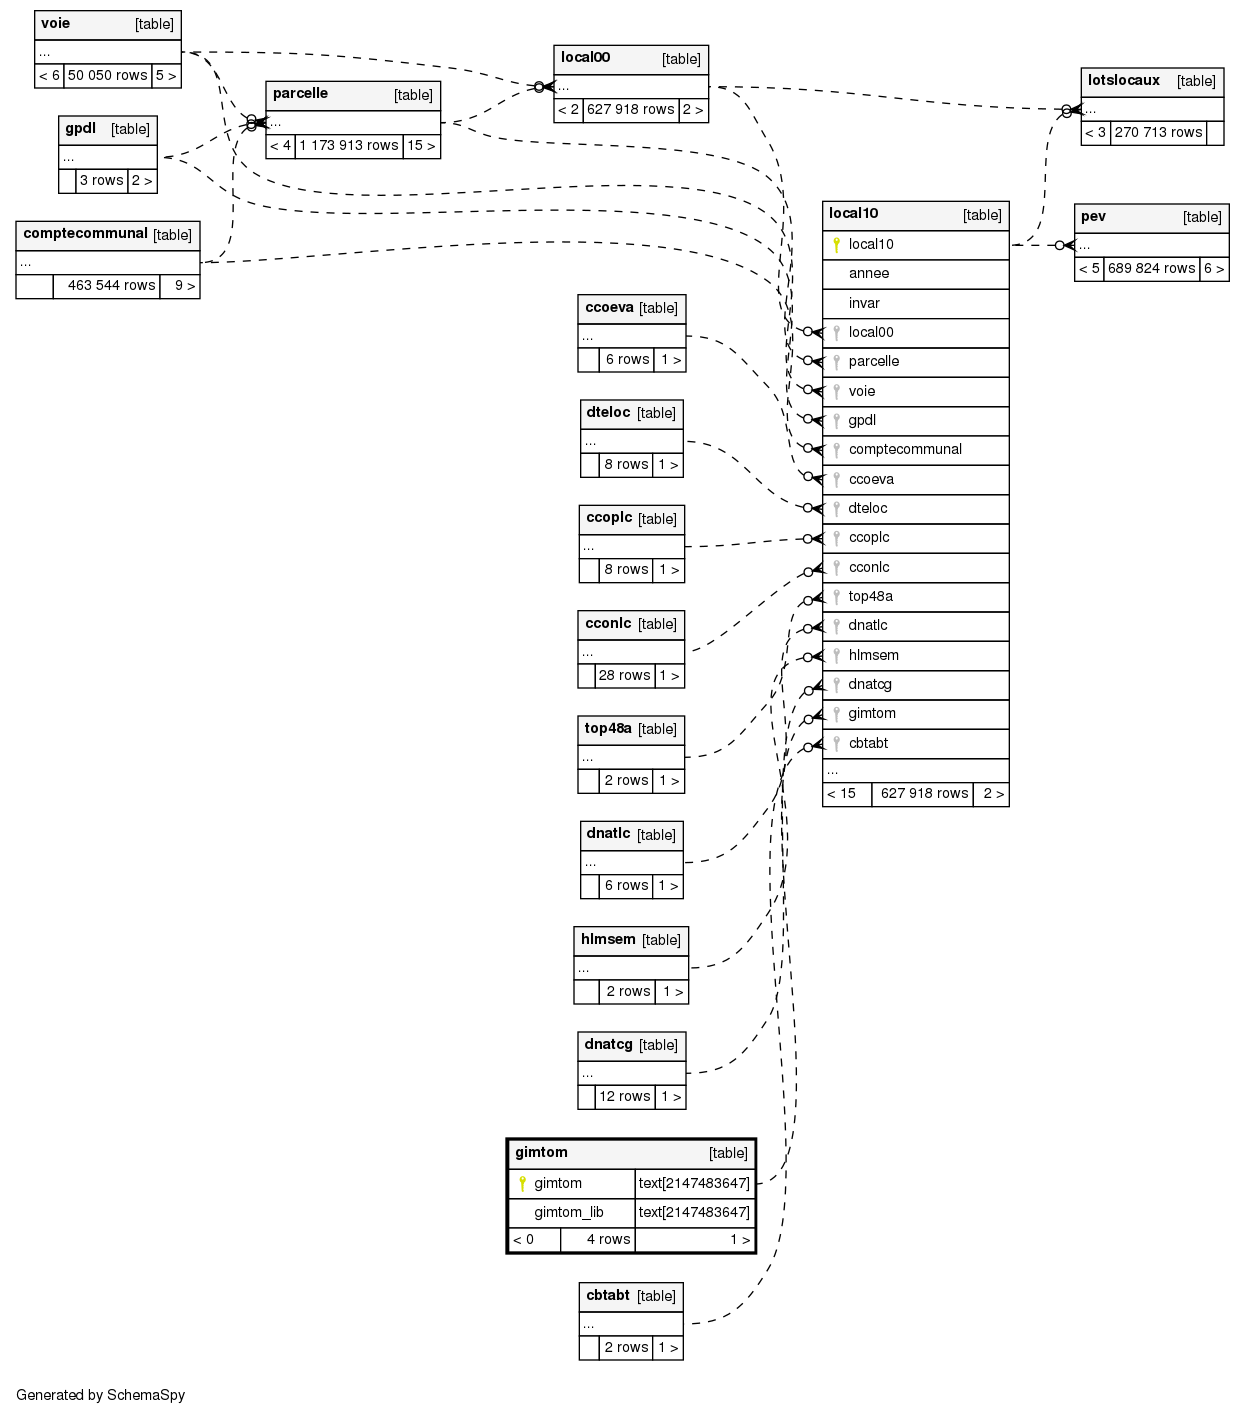 voie [table]
...
< 6 50 050 rows 5 >
gpdl [table]
...
3 rows 2 >
comptecommunal [table]
...
463 544 rows 9 >
parcelle [table]
...
< 4 1 173 913 rows 15 >
local00 [table]
...
< 2 627 918 rows 2 >
lotslocaux [table]
...
< 3 270 713 rows
pev [table]
...
< 5 689 824 rows 6 >
local10 [table]
local10
annee
invar
local00
parcelle
voie
gpdl
comptecommunal
ccoeva
dteloc
ccoplc
cconlc
top48a
dnatlc
hlmsem
dnatcg
gimtom
cbtabt
...
< 15 627 918 rows 2 >
ccoeva [table]
...
6 rows 1 >
dteloc [table]
...
8 rows 1 >
ccoplc [table]
...
8 rows 1 >
cconlc [table]
...
28 rows 1 >
top48a [table]
...
2 rows 1 >
dnatlc [table]
...
6 rows 1 >
hlmsem [table]
...
2 rows 1 >
dnatcg [table]
...
12 rows 1 >
gimtom [table]
gimtom text[2147483647]
gimtom_lib text[2147483647]
< 0 4 rows 1 >
cbtabt [table]
...
2 rows 1 >
Generated by SchemaSpy